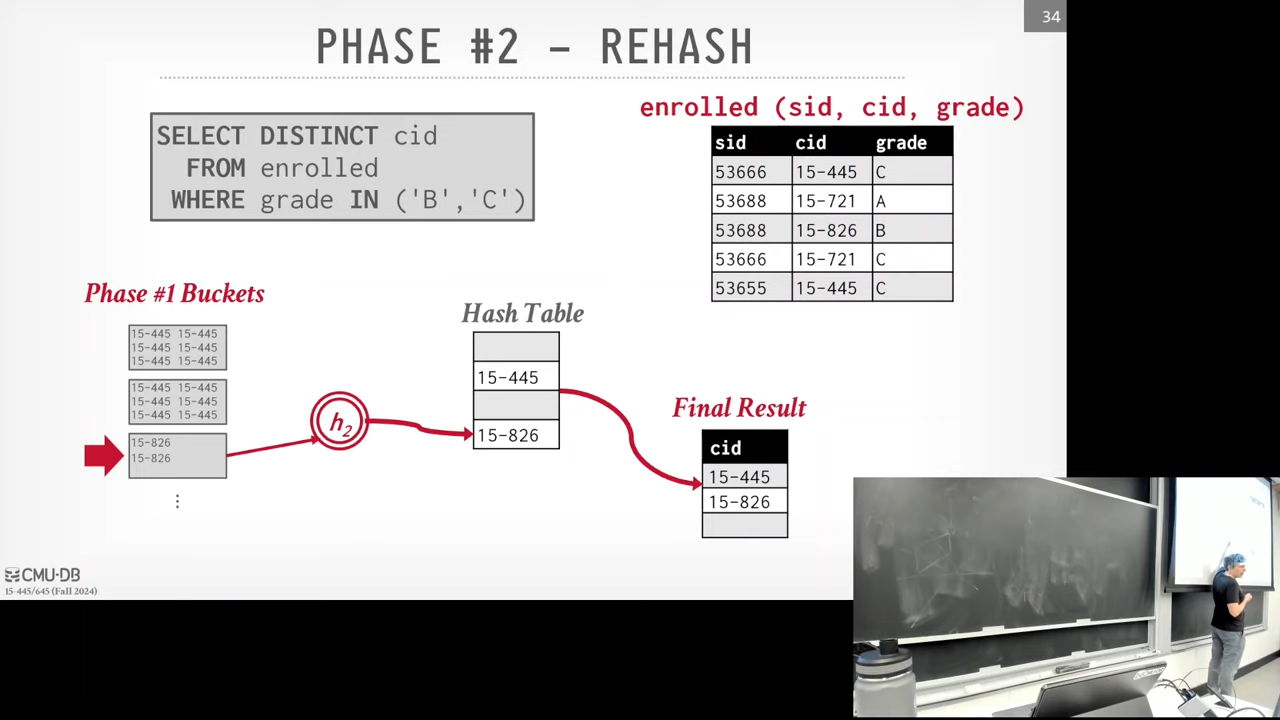 34
PHASE #2 – REHASH
SELECT DISTINCT cid
FROM enrolled
WHERE grade IN ('B','C')
enrolled (sid, cid, grade)
sid cid grade
53666 15-445 C
53688 15-721 A
53688 15-826 B
53666 15-721 C
53655 15-445 C
Phase #1 Buckets
15-445 15-445
15-445 15-445
15-445 15-445
15-445 15-445
15-445 15-445
15-445 15-445
15-826
15-826
⋮
h2
Hash Table
15-445
15-826
Final Result
cid
15-445
15-826
CMU·DB
15-445/645 (Fall 2024)